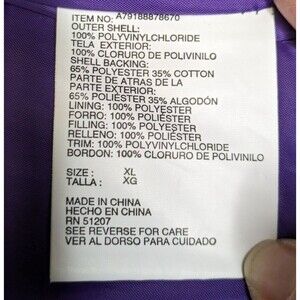 ITEM NO: A79188878670
OUTER SHELL:
100% POLYVINYLCHLORIDE
TELA EXTERIOR:
100% CLORURO DE POLIVINILO
SHELL BACKING:
65% POLYESTER 35% COTTON
PARTE DE ATRAS DE LA
PARTE EXTERIOR:
65% POLIÉSTER 35% ALGODÓN
LINING: 100% POLYESTER
FORRO: 100% POLIESTER
FILLING: 100% POLYESTER
RELLENO: 100% POLIESTER
TRIM: 100% POLYVINYLCHLORIDE
BORDON: 100% CLORURO DE POLIVINILO
SIZE : XL
TALLA : XG
MADE IN CHINA
HECHO EN CHINA
RN 51207
SEE REVERSE FOR CARE
VER AL DORSO PARA CUIDADO